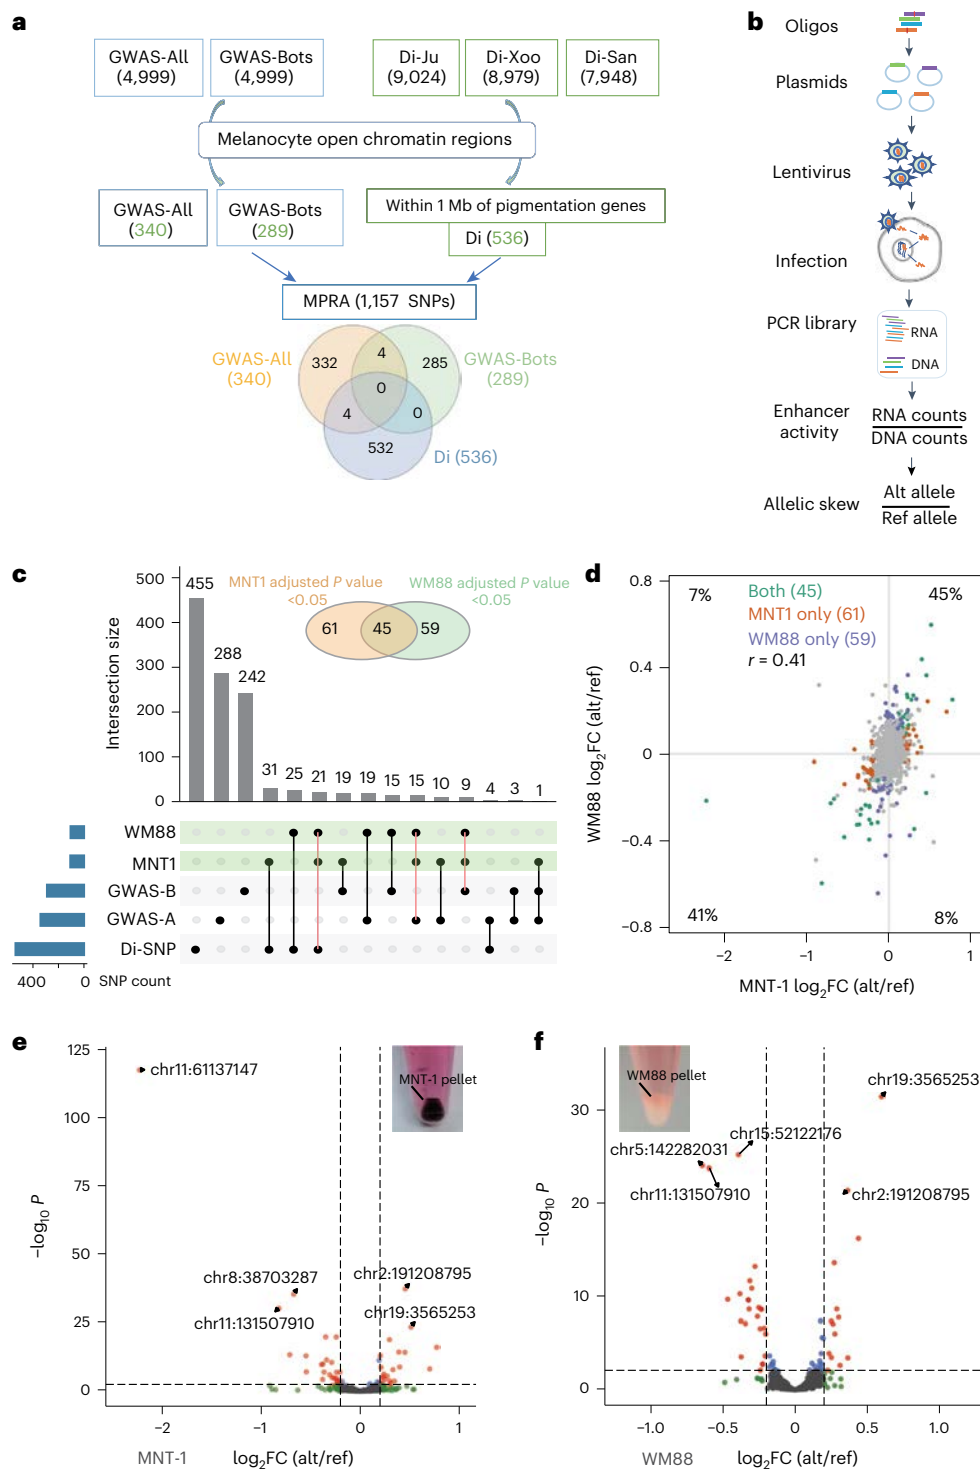 a
GWAS-All
(4,999)
GWAS-Bots
(4,999)
Di-Ju
(9,024)
Di-Xoo
(8,979)
Di-San
(7,948)
Melanocyte open chromatin regions
GWAS-All
(340)
GWAS-Bots
(289)
Within 1 Mb of pigmentation genes
Di (536)
MPRA (1,157 SNPs)
GWAS-All
(340)
332
4
285
GWAS-Bots
(289)
0
4
0
532
Di (536)
b
Oligos
Plasmids
Lentivirus
Infection
PCR library
RNA
DNA
Enhancer
activity
RNA counts
DNA counts
Allelic skew
Alt allele
Ref allele
c
Intersection size
500
400
300
200
100
0
455
288
242
31
25
21
19
19
15
15
10
9
4
3
1
MNT1 adjusted P value
<0.05
WM88 adjusted P value
<0.05
61
45
59
WM88
MNT1
GWAS-B
GWAS-A
Di-SNP
400
0
SNP count
d
WM88 log2FC (alt/ref)
0.8
0.4
0
−0.4
−0.8
7%
45%
41%
8%
Both (45)
MNT1 only (61)
WM88 only (59)
r = 0.41
−2
−1
0
1
MNT-1 log2FC (alt/ref)
e
−log10 P
125
100
75
50
25
0
chr11:61137147
MNT-1 pellet
chr8:38703287
chr2:191208795
chr11:131507910
chr19:3565253
−2
−1
0
1
MNT-1
log2FC (alt/ref)
f
−log10 P
30
20
10
0
WM88 pellet
chr19:3565253
chr15:52122176
chr5:142282031
chr11:131507910
chr2:191208795
−1.0
−0.5
0
0.5
1.0
WM88
log2FC (alt/ref)